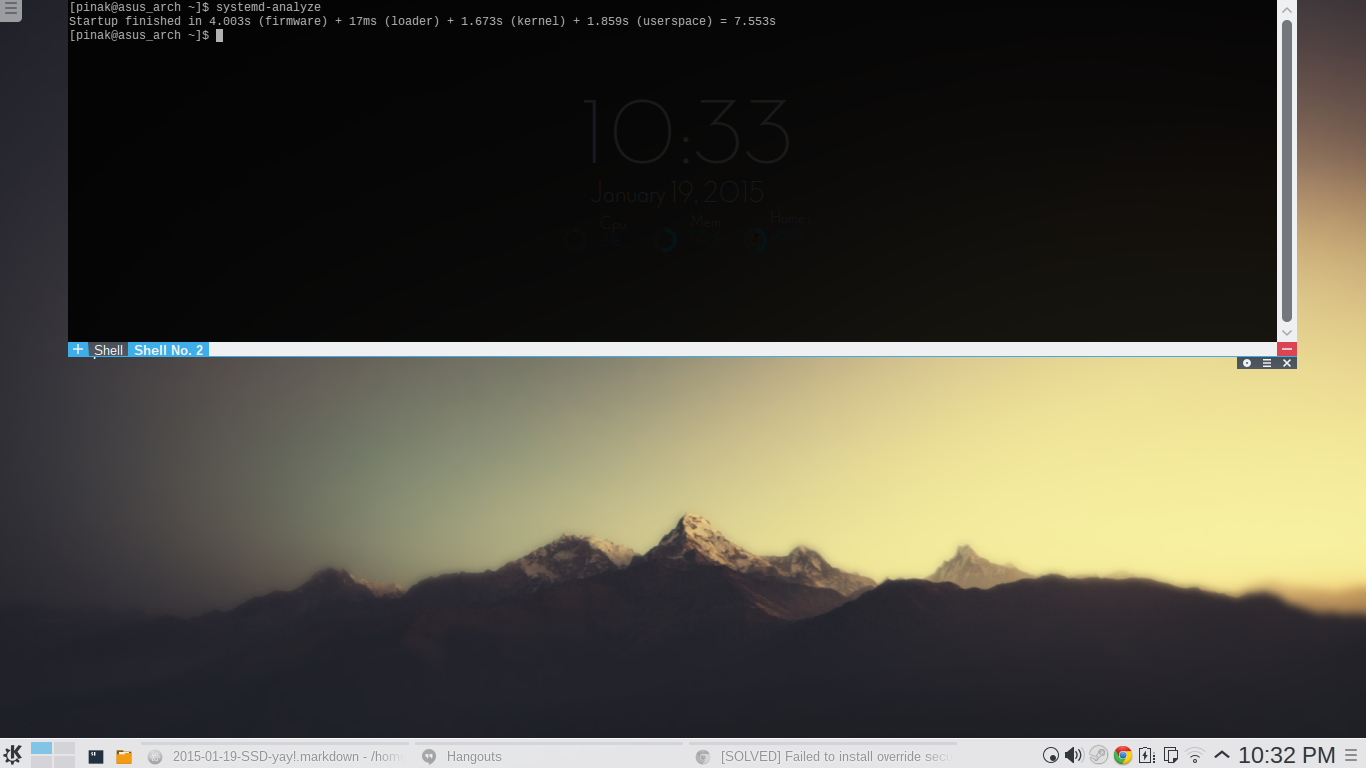 [pinak@asus_arch ~]$ systemd-analyze
Startup finished in 4.003s (firmware) + 17ms (loader) + 1.673s (kernel) + 1.859s (userspace) = 7.553s
[pinak@asus_arch ~]$
10:33
January 19, 2015
Cpu Mem Home
Shell Shell No. 2
2015-01-19-SSD-yay!.markdown - /home Hangouts [SOLVED] Failed to install override secu 10:32 PM